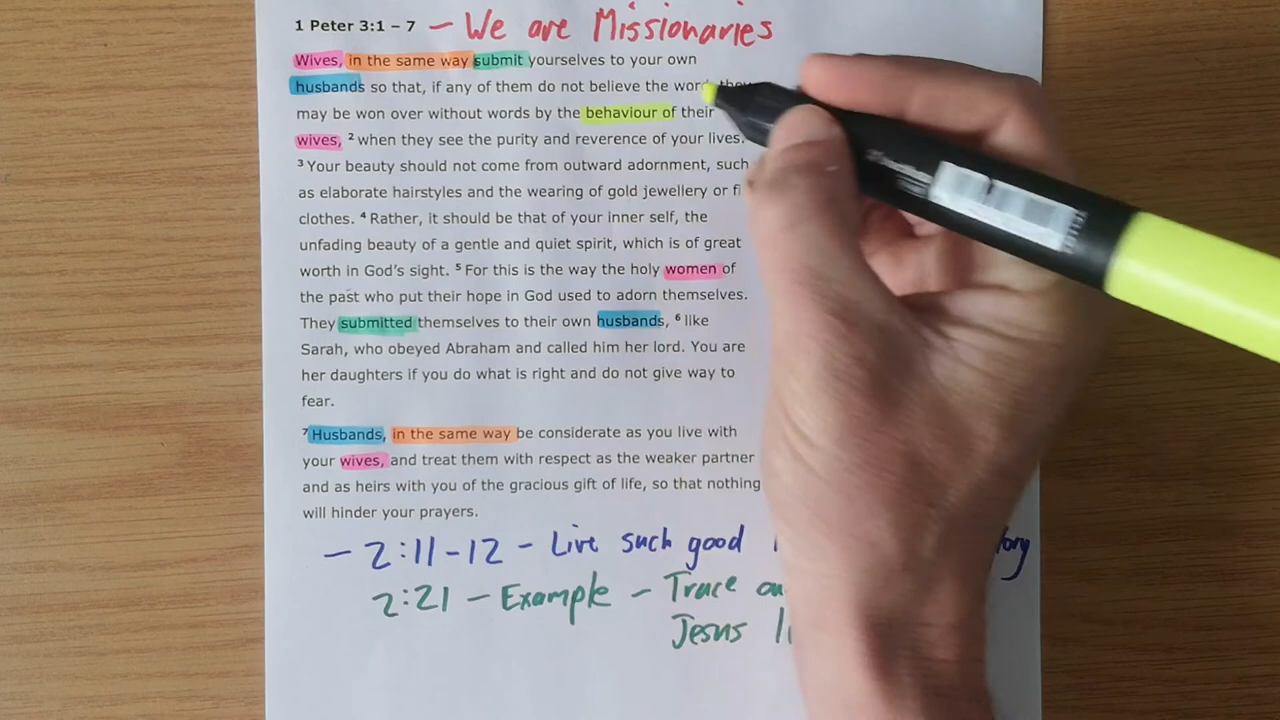 1 Peter 3:1 – 7 – We are Missionaries
Wives, in the same way submit yourselves to your own
husbands so that, if any of them do not believe the word, they
may be won over without words by the behaviour of their
wives, ² when they see the purity and reverence of your lives.
³ Your beauty should not come from outward adornment, such
as elaborate hairstyles and the wearing of gold jewellery or fi
clothes. ⁴ Rather, it should be that of your inner self, the
unfading beauty of a gentle and quiet spirit, which is of great
worth in God's sight. ⁵ For this is the way the holy women of
the past who put their hope in God used to adorn themselves.
They submitted themselves to their own husbands, ⁶ like
Sarah, who obeyed Abraham and called him her lord. You are
her daughters if you do what is right and do not give way to
fear.
⁷ Husbands, in the same way be considerate as you live with
your wives, and treat them with respect as the weaker partner
and as heirs with you of the gracious gift of life, so that nothing
will hinder your prayers.
– 2:11-12 – Live such good
2:21 – Example – Trace
Jesus